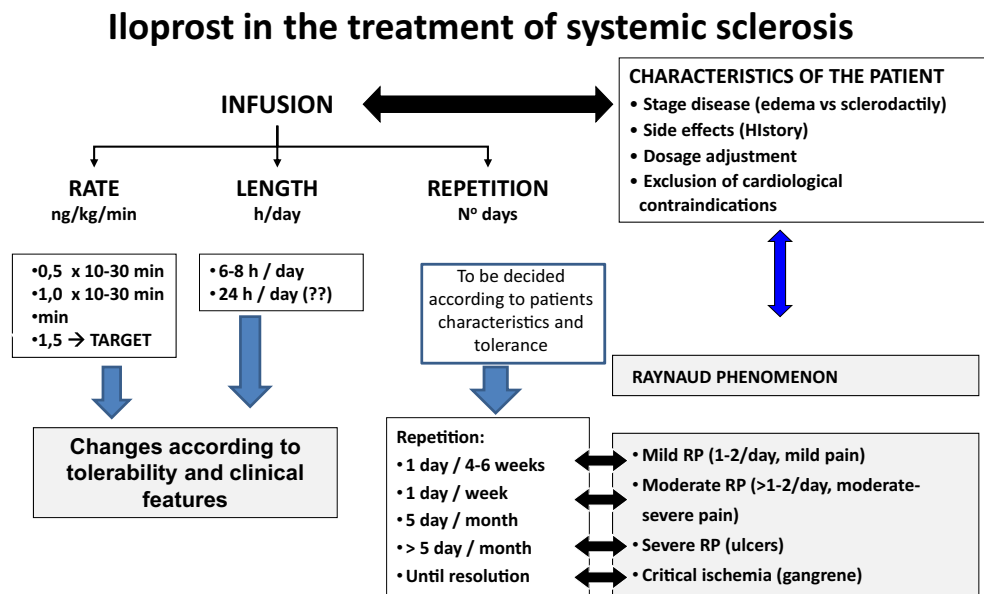 Iloprost in the treatment of systemic sclerosis
INFUSION
CHARACTERISTICS OF THE PATIENT
• Stage disease (edema vs sclerodactily)
• Side effects (HIstory)
• Dosage adjustment
• Exclusion of cardiological
contraindications
RATE
ng/kg/min
LENGTH
h/day
REPETITION
N° days
•0,5 x 10-30 min
•1,0 x 10-30 min
•min
•1,5 → TARGET
• 6-8 h / day
• 24 h / day (??)
To be decided
according to patients
characteristics and
tolerance
Changes according to
tolerability and clinical
features
RAYNAUD PHENOMENON
Repetition:
• 1 day / 4-6 weeks
• 1 day / week
• 5 day / month
• > 5 day / month
• Until resolution
• Mild RP (1-2/day, mild pain)
• Moderate RP (>1-2/day, moderate-
severe pain)
• Severe RP (ulcers)
• Critical ischemia (gangrene)